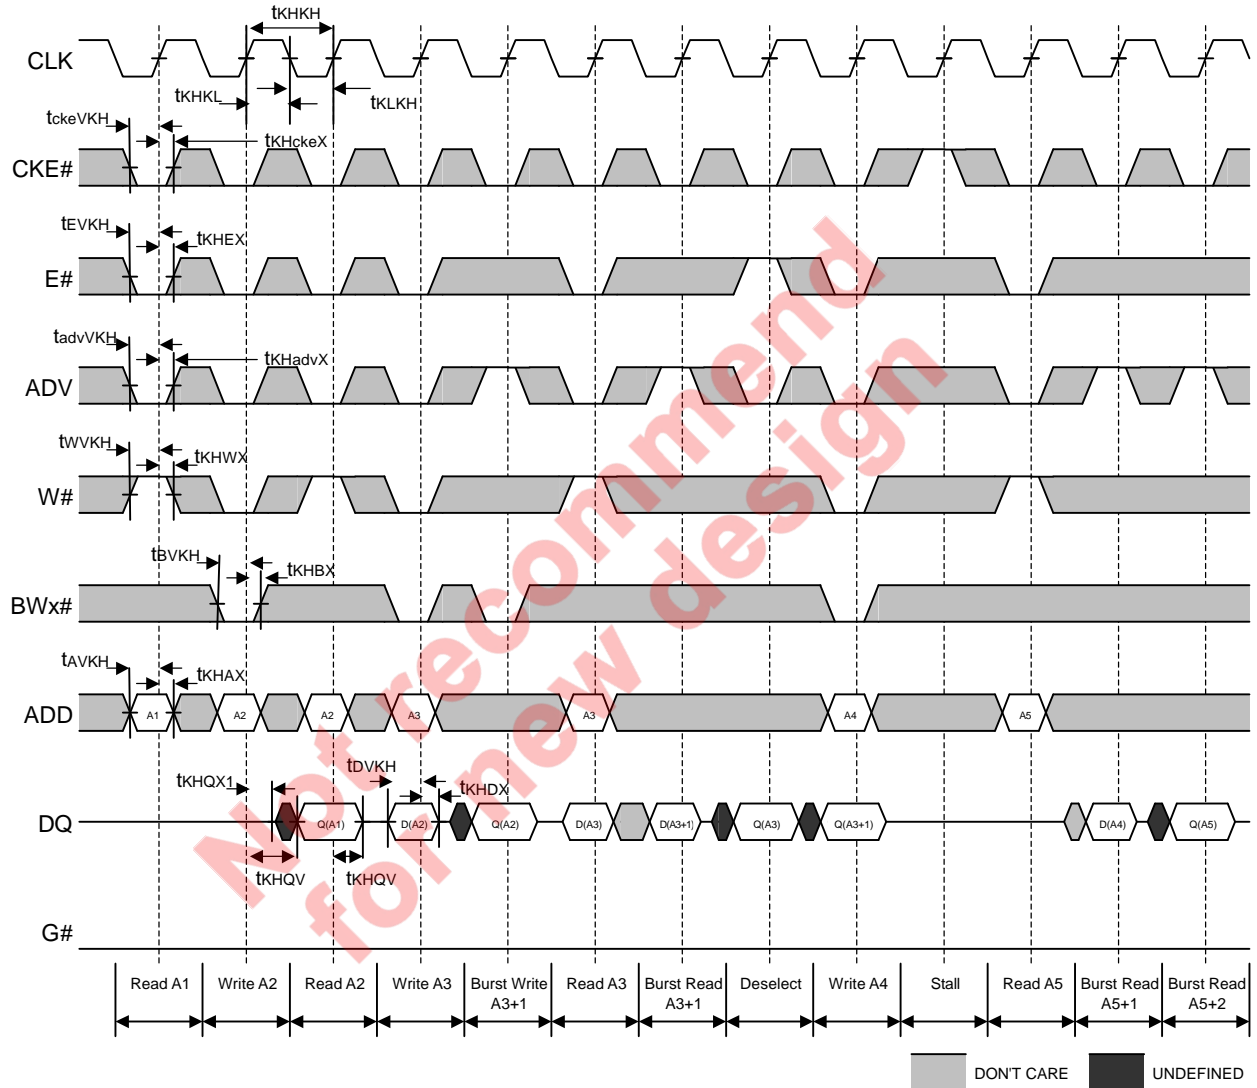 tKHKH
CLK
tKHKL
tKLKH
tckeVKH
tKHckeX
CKE#
tEVKH
tKHEX
E#
tadvVKH
tKHadvX
ADV
tWVKH
tKHWX
W#
tBVKH
tKHBX
BWx#
tAVKH
tKHAX
ADD
A1
A2
A2
A3
A3
A4
A5
tKHQX1
tDVKH
tKHDX
DQ
Q(A1)
D(A2)
Q(A2)
D(A3)
D(A3+1)
Q(A3)
Q(A3+1)
D(A4)
Q(A5)
tKHQV
tKHQV
G#
Read A1
Write A2
Read A2
Write A3
Burst Write
A3+1
Read A3
Burst Read
A3+1
Deselect
Write A4
Stall
Read A5
Burst Read
A5+1
Burst Read
A5+2
DON'T CARE
UNDEFINED
Not recommend
for new design